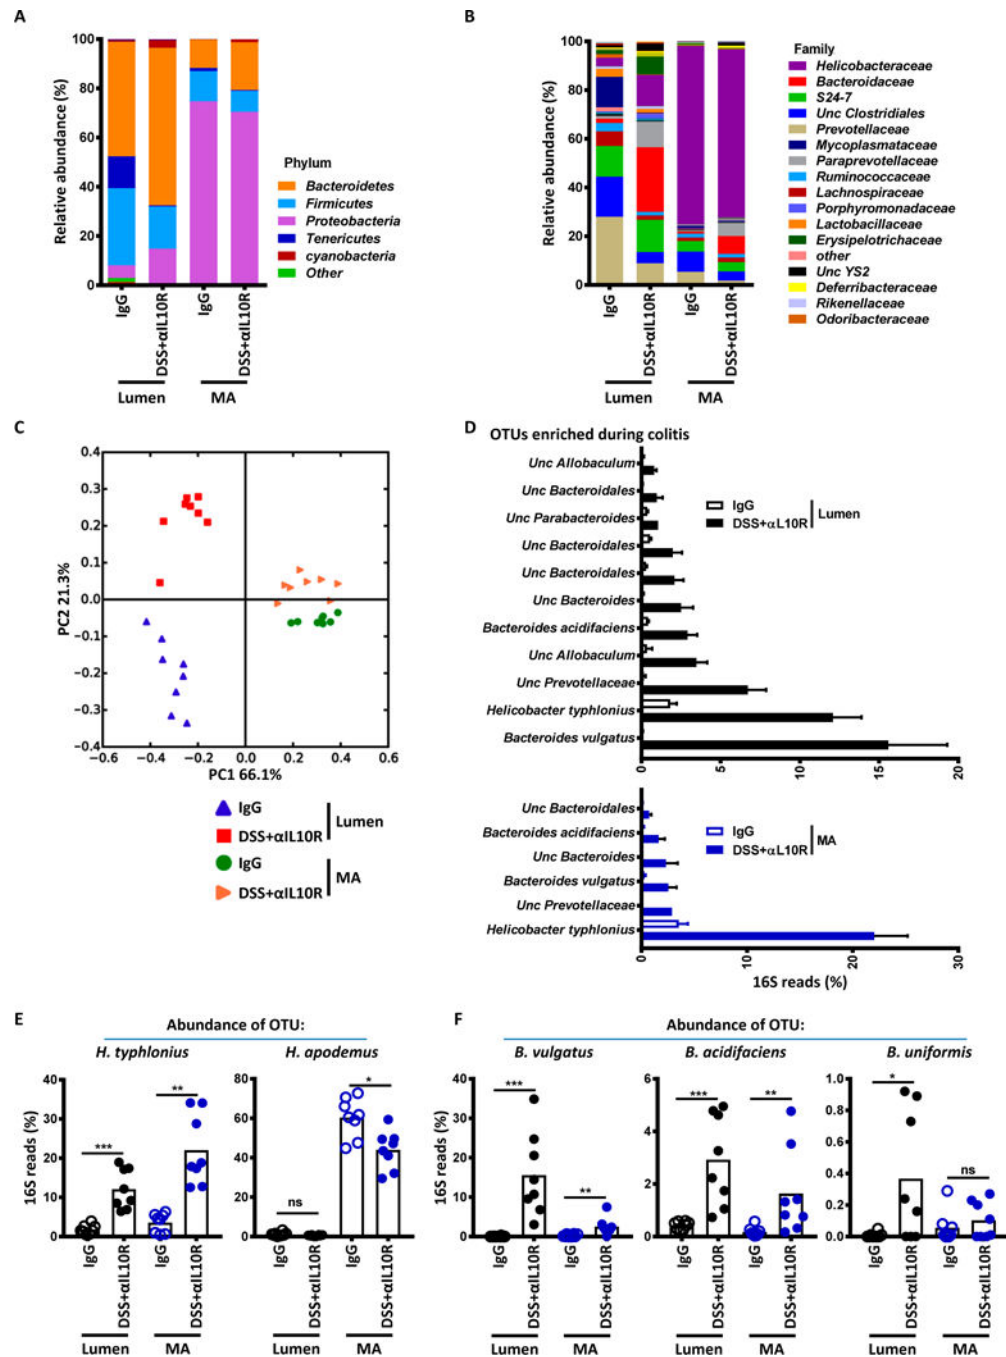 A
Relative abundance (%)
100
80
60
40
20
0
IgG
DSS+αIL10R
IgG
DSS+αIL10R
Lumen
MA
Phylum
Bacteroidetes
Firmicutes
Proteobacteria
Tenericutes
cyanobacteria
Other
B
Relative abundance (%)
100
80
60
40
20
0
IgG
DSS+αIL10R
IgG
DSS+αIL10R
Lumen
MA
Family
Helicobacteraceae
Bacteroidaceae
S24-7
Unc Clostridiales
Prevotellaceae
Mycoplasmataceae
Paraprevotellaceae
Ruminococcaceae
Lachnospiraceae
Porphyromonadaceae
Lactobacillaceae
Erysipelotrichaceae
other
Unc YS2
Deferribacteraceae
Rikenellaceae
Odoribacteraceae
C
PC2 21.3%
0.4
0.3
0.2
0.1
0.0
−0.1
−0.2
−0.3
−0.4
−0.6
−0.4
−0.2
0.0
0.2
0.4
0.6
PC1 66.1%
IgG
DSS+αIL10R
Lumen
IgG
DSS+αIL10R
MA
D
OTUs enriched during colitis
Unc Allobaculum
Unc Bacteroidales
Unc Parabacteroides
Unc Bacteroidales
Unc Bacteroidales
Unc Bacteroides
Bacteroides acidifaciens
Unc Allobaculum
Unc Prevotellaceae
Helicobacter typhlonius
Bacteroides vulgatus
IgG
DSS+αL10R
Lumen
0
5
10
15
20
Unc Bacteroidales
Bacteroides acidifaciens
Unc Bacteroides
Bacteroides vulgatus
Unc Prevotellaceae
Helicobacter typhlonius
IgG
DSS+αL10R
MA
0
10
20
30
16S reads (%)
E
Abundance of OTU:
H. typhlonius
H. apodemus
16S reads (%)
40
30
20
10
0
***
**
IgG
DSS+αIL10R
IgG
DSS+αIL10R
Lumen
MA
80
60
40
20
0
ns
*
IgG
DSS+αIL10R
IgG
DSS+αIL10R
Lumen
MA
F
Abundance of OTU:
B. vulgatus
B. acidifaciens
B. uniformis
16S reads (%)
40
30
20
10
0
***
**
IgG
DSS+αIL10R
IgG
DSS+αIL10R
Lumen
MA
6
4
2
0
***
**
IgG
DSS+αIL10R
IgG
DSS+αIL10R
Lumen
MA
1.0
0.8
0.6
0.4
0.2
0.0
*
ns
IgG
DSS+αIL10R
IgG
DSS+αIL10R
Lumen
MA